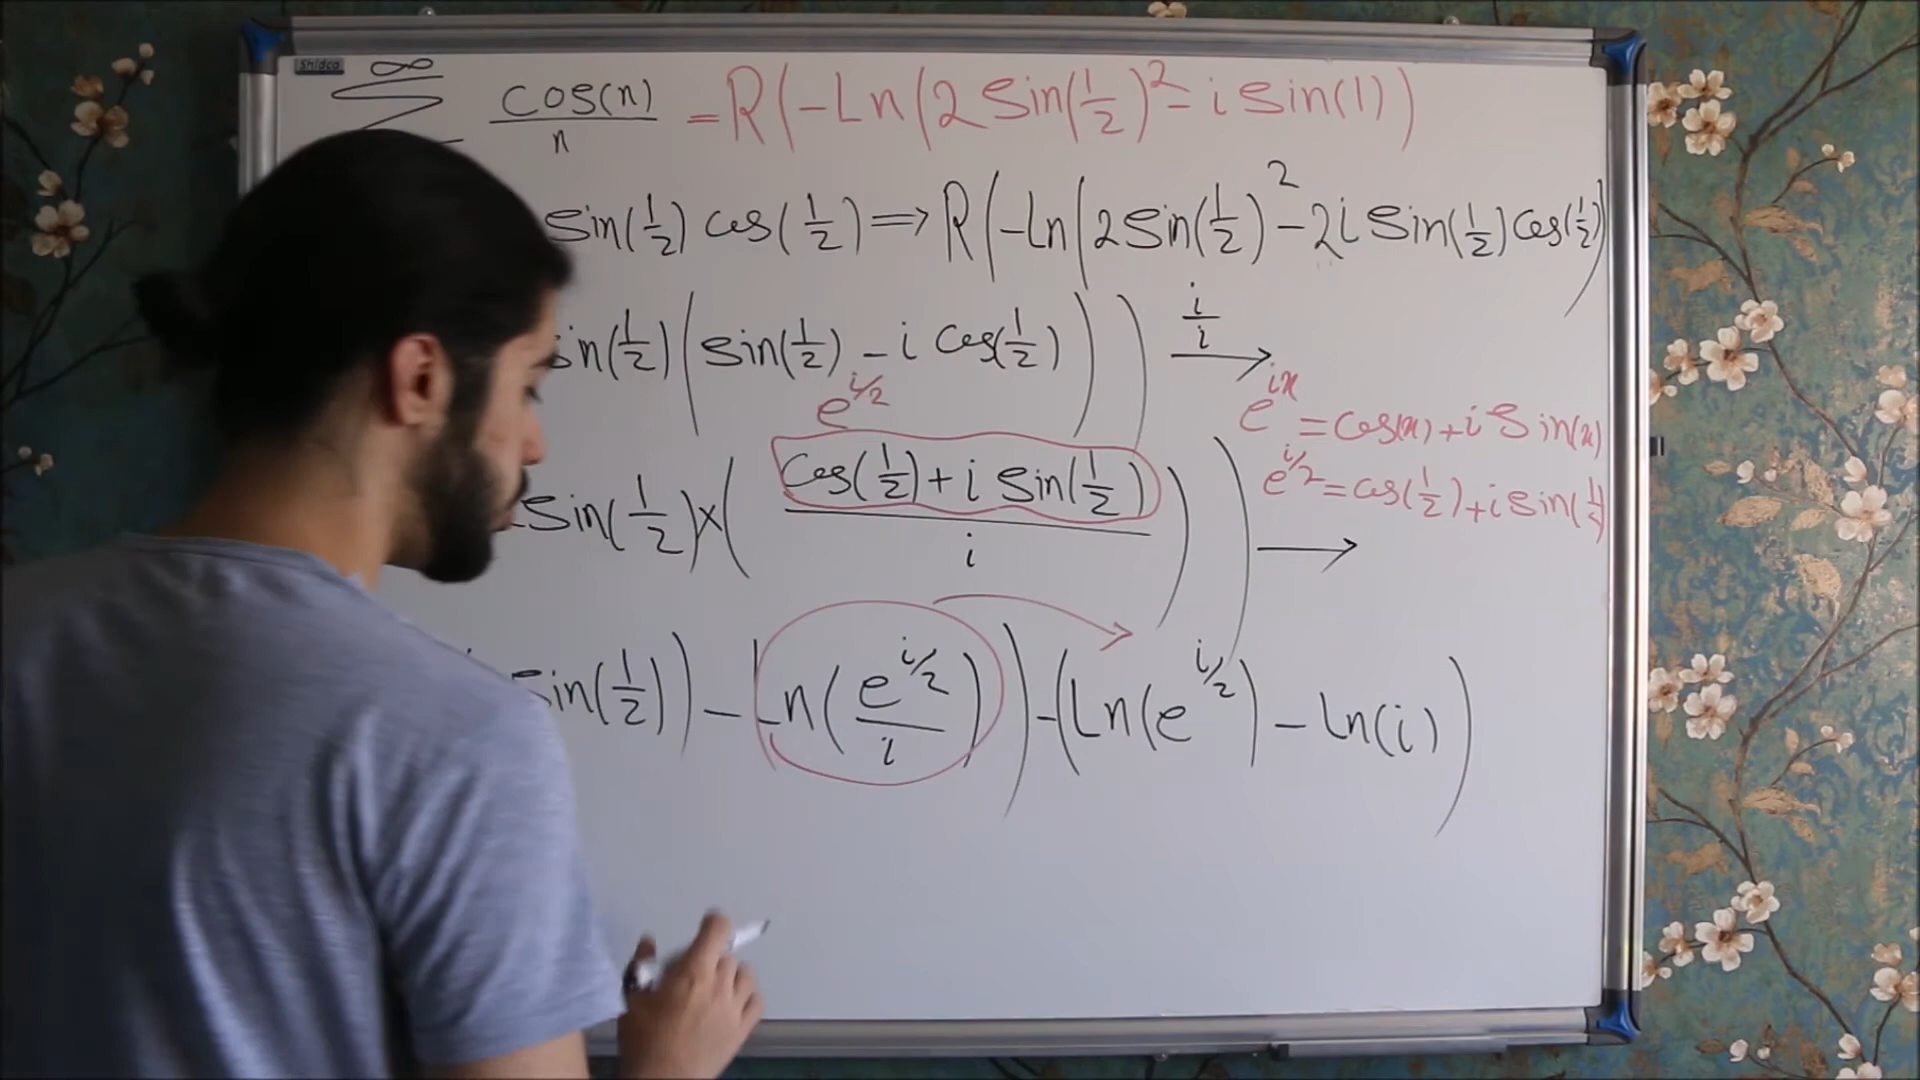 Shidco
∞
Σ cos(n)/n = R(-Ln(2 Sin(1/2)² - i Sin(1))
Sin(1/2) cos(1/2) ⇒ R(-Ln(2 Sin(1/2)² - 2i Sin(1/2) Cos(1/2))
in(1/2)(Sin(1/2) - i Cos(1/2))) i/i →
e^(i/2)
e^(ix) = cos(x) + i Sin(x)
e^(i/2) = cos(1/2) + i sin(1/2)
Sin(1/2) × ((Cos(1/2) + i Sin(1/2))/i)) →
Sin(1/2)) - Ln(e^(i/2)/i)) - (Ln(e^(i/2)) - Ln(i))